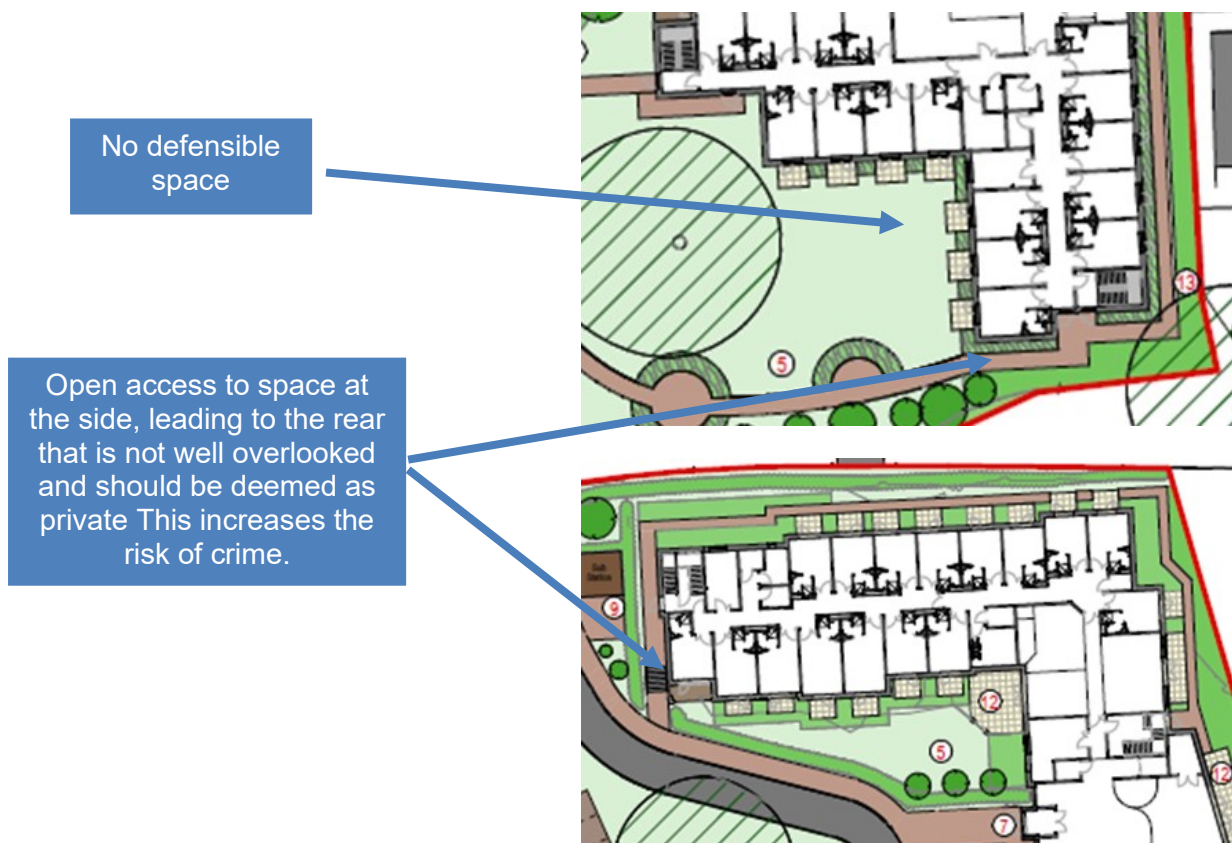 No defensible
space
Open access to space at
the side, leading to the rear
that is not well overlooked
and should be deemed as
private This increases the
risk of crime.
13
5
Sub
Station
9
12
5
12
7